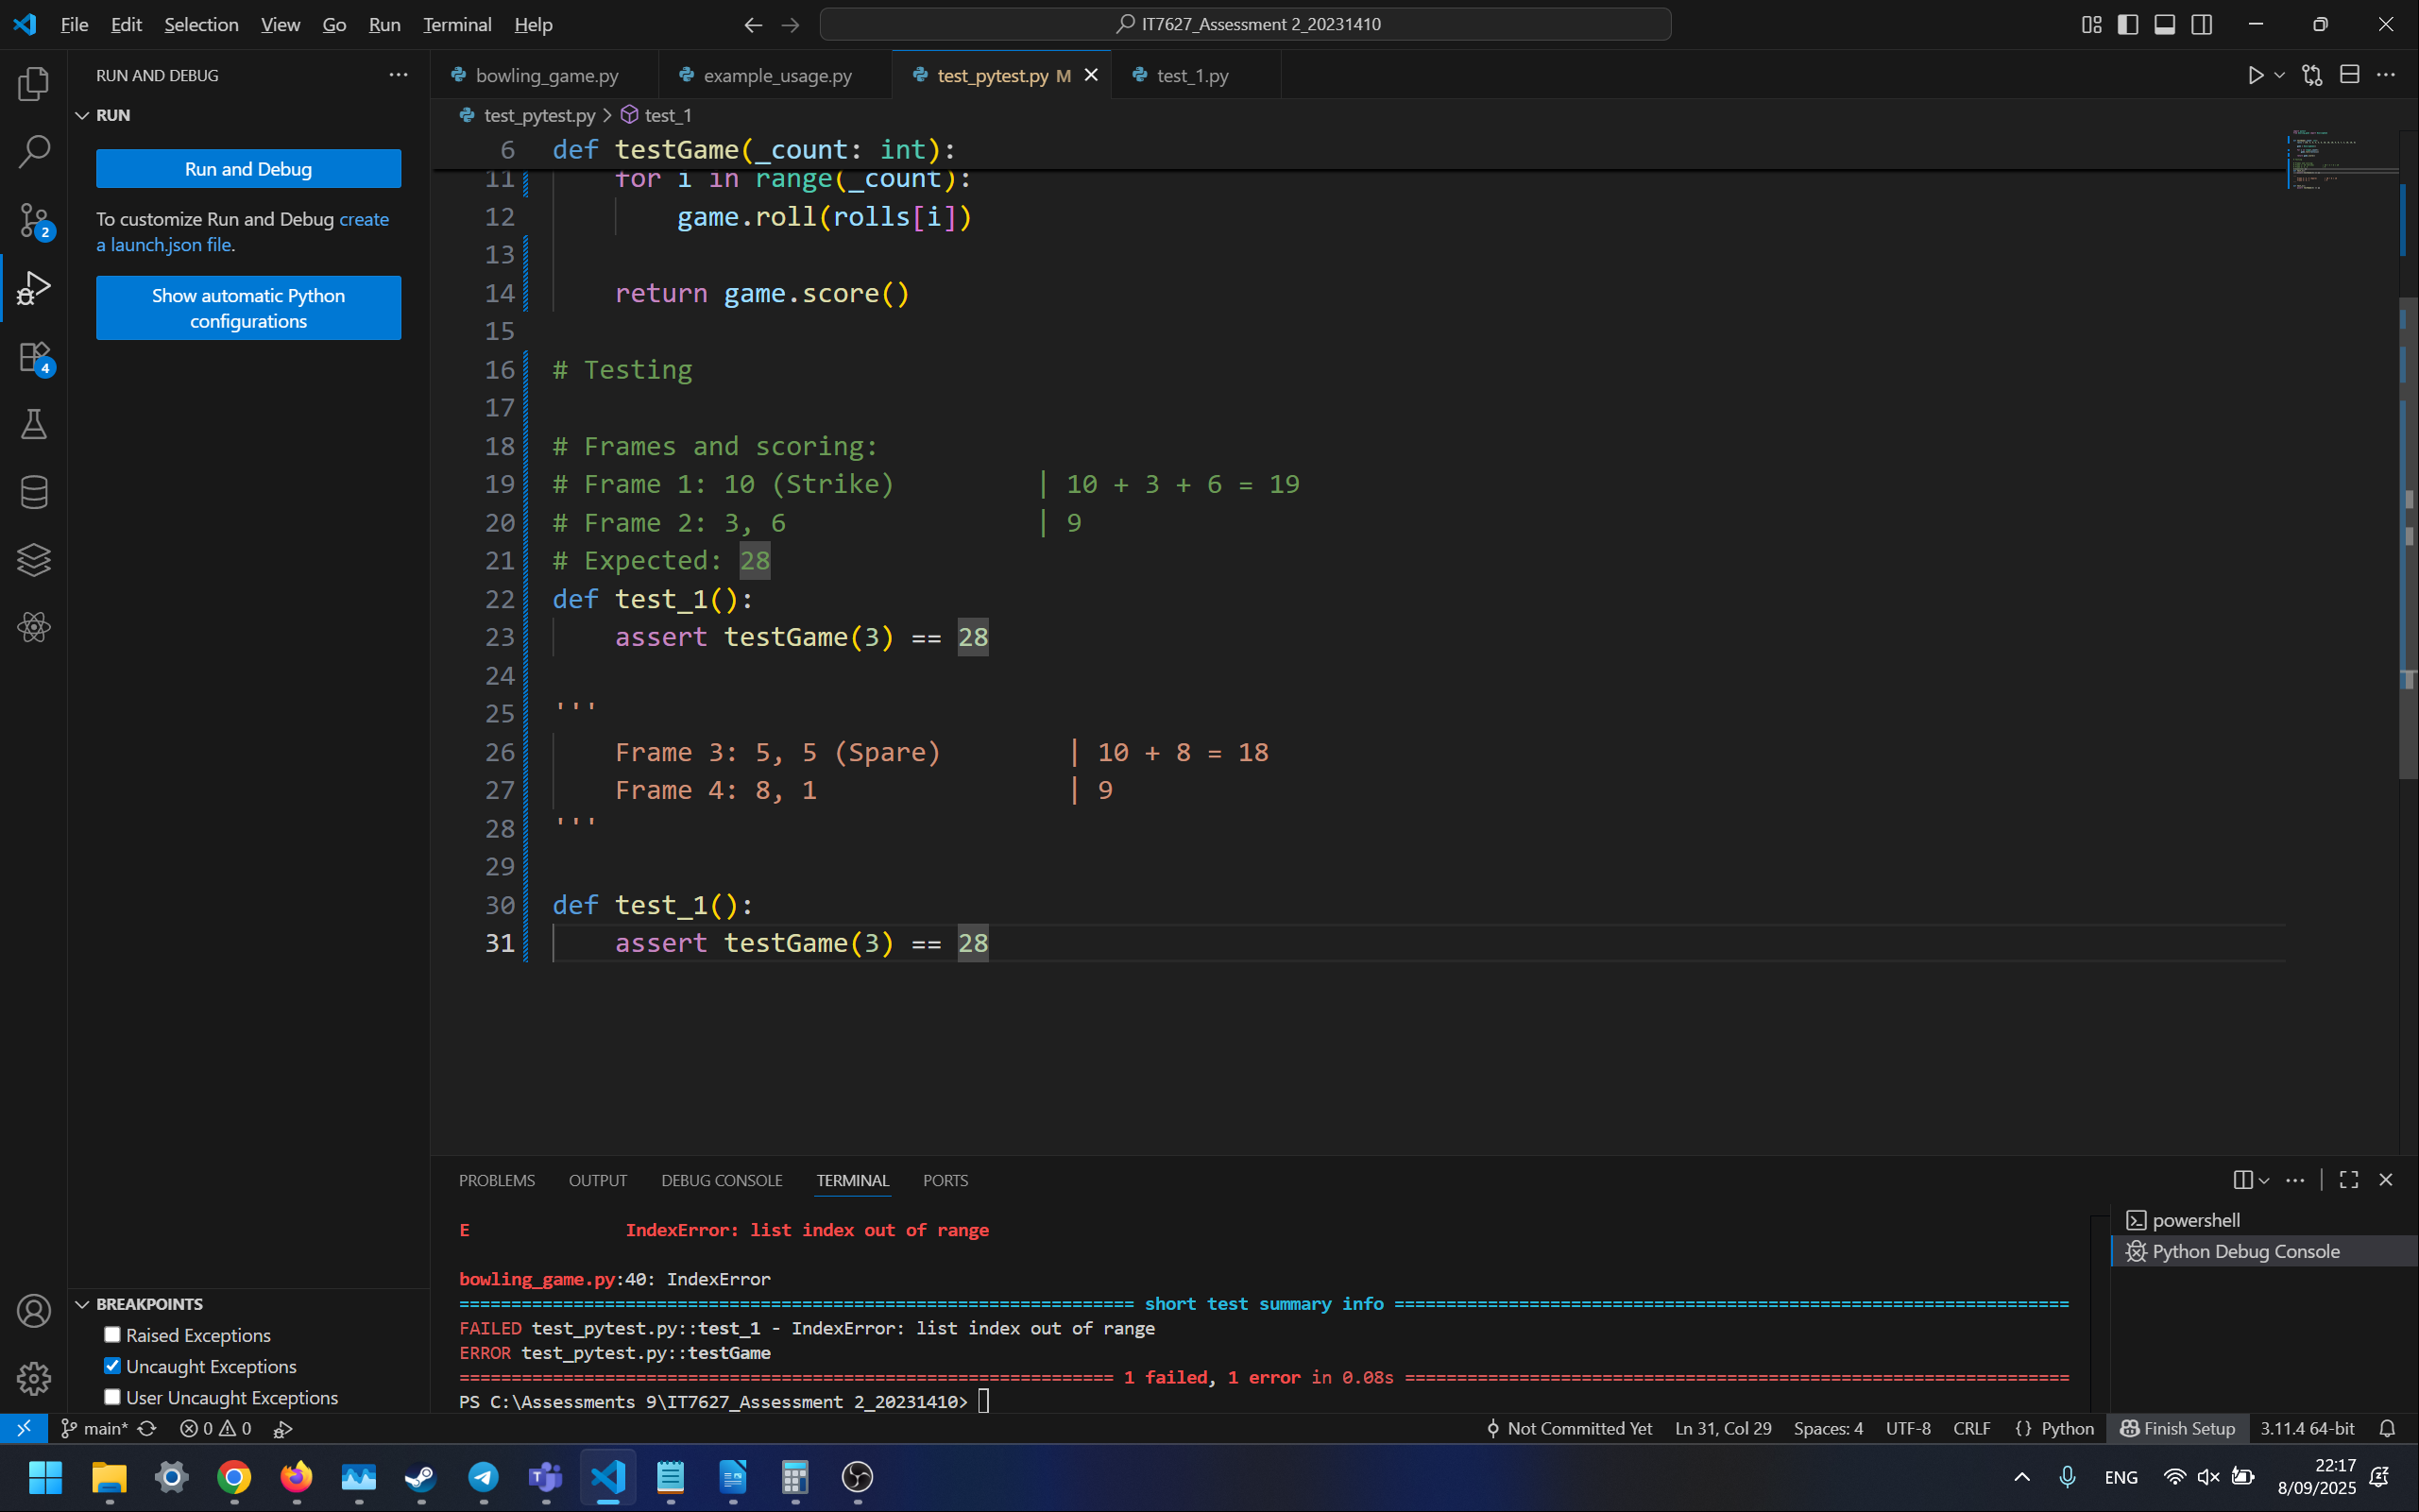 File Edit Selection View Go Run Terminal Help
IT7627_Assessment 2_20231410
RUN AND DEBUG
RUN
Run and Debug
To customize Run and Debug create
a launch.json file.
Show automatic Python
configurations
2
4
bowling_game.py
example_usage.py
test_pytest.py M
test_1.py
test_pytest.py > test_1
6 def testGame(_count: int):
11 for i in range(_count):
12 game.roll(rolls[i])
13
14 return game.score()
15
16 # Testing
17
18 # Frames and scoring:
19 # Frame 1: 10 (Strike) | 10 + 3 + 6 = 19
20 # Frame 2: 3, 6 | 9
21 # Expected: 28
22 def test_1():
23 assert testGame(3) == 28
24
25 '''
26 Frame 3: 5, 5 (Spare) | 10 + 8 = 18
27 Frame 4: 8, 1 | 9
28 '''
29
30 def test_1():
31 assert testGame(3) == 28
PROBLEMS OUTPUT DEBUG CONSOLE TERMINAL PORTS
E IndexError: list index out of range
bowling_game.py:40: IndexError
================================================================= short test summary info =================================================================
FAILED test_pytest.py::test_1 - IndexError: list index out of range
ERROR test_pytest.py::testGame
=============================================================== 1 failed, 1 error in 0.08s ================================================================
PS C:\Assessments 9\IT7627_Assessment 2_20231410>
powershell
Python Debug Console
BREAKPOINTS
Raised Exceptions
Uncaught Exceptions
User Uncaught Exceptions
main* 0 0
Not Committed Yet Ln 31, Col 29 Spaces: 4 UTF-8 CRLF {} Python Finish Setup 3.11.4 64-bit
ENG
22:17
8/09/2025